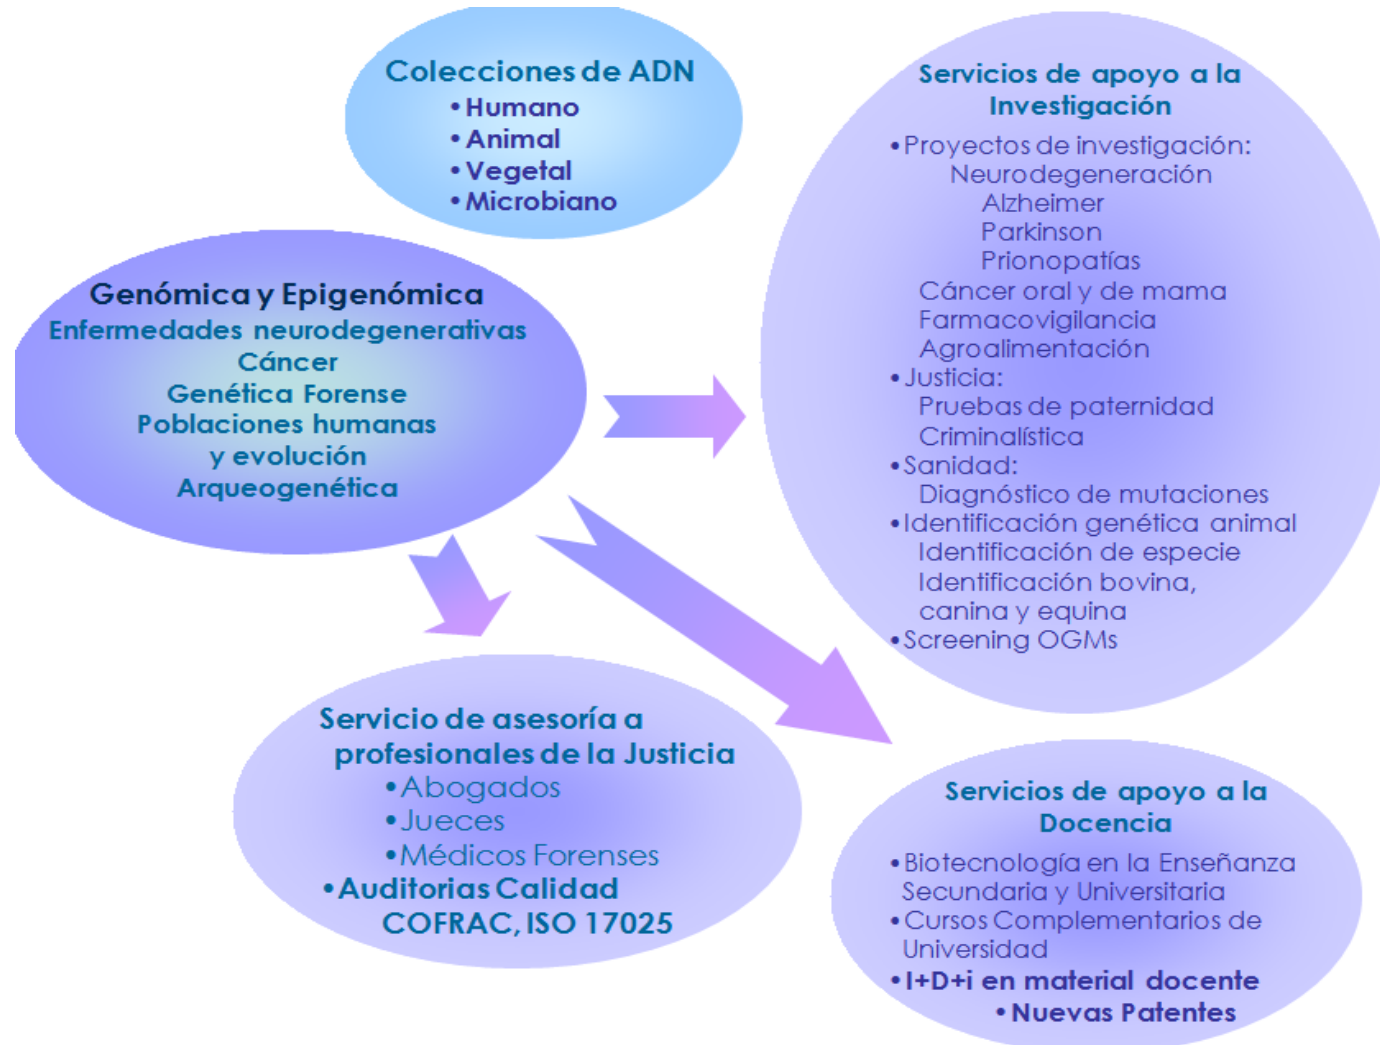 Colecciones de ADN
• Humano
• Animal
• Vegetal
• Microbiano
Genómica y Epigenómica
Enfermedades neurodegenerativas
Cáncer
Genética Forense
Poblaciones humanas
y evolución
Arqueogenética
Servicios de apoyo a la
Investigación
• Proyectos de investigación:
Neurodegeneración
Alzheimer
Parkinson
Prionopatías
Cáncer oral y de mama
Farmacovigilancia
Agroalimentación
• Justicia:
Pruebas de paternidad
Criminalística
• Sanidad:
Diagnóstico de mutaciones
• Identificación genética animal
Identificación de especie
Identificación bovina,
canina y equina
• Screening OGMs
Servicio de asesoría a
profesionales de la Justicia
• Abogados
• Jueces
• Médicos Forenses
• Auditorias Calidad
COFRAC, ISO 17025
Servicios de apoyo a la
Docencia
• Biotecnología en la Enseñanza
Secundaria y Universitaria
• Cursos Complementarios de
Universidad
• I+D+i en material docente
• Nuevas Patentes